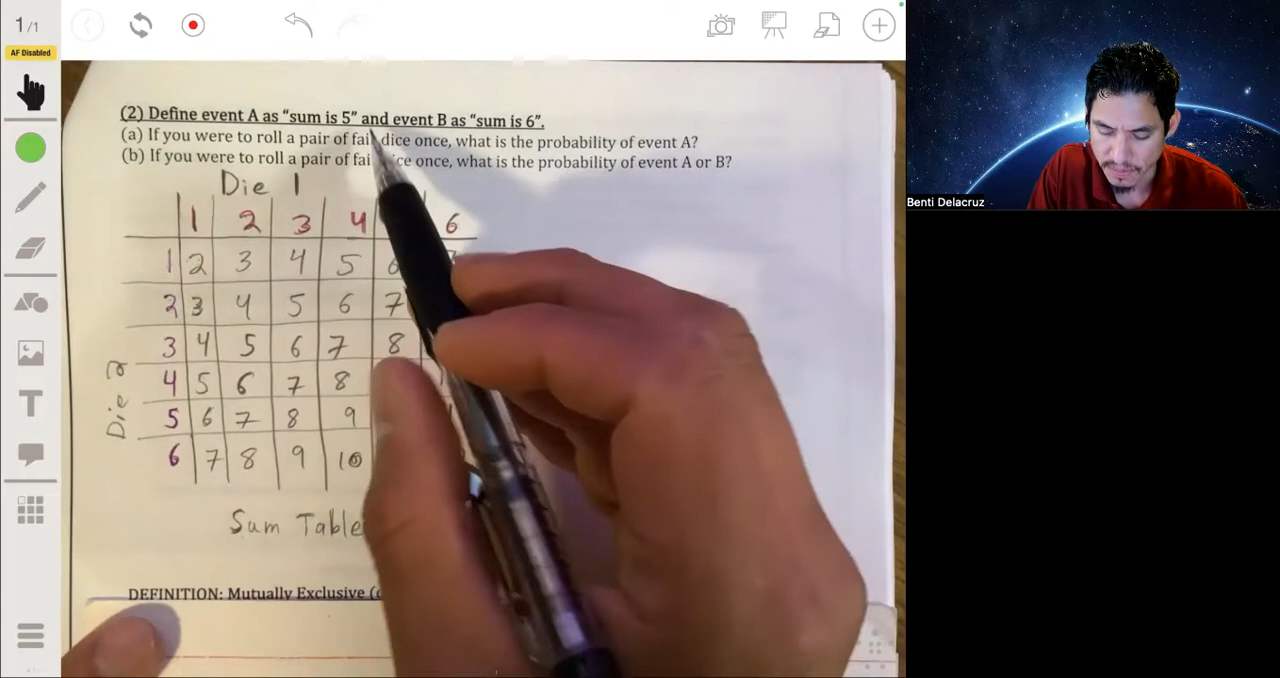 1/1
AF Disabled
(2) Define event A as “sum is 5” and event B as “sum is 6”.
(a) If you were to roll a pair of fai dice once, what is the probability of event A?
(b) If you were to roll a pair of fai ce once, what is the probability of event A or B?
Die 1
1 2 3 4 6
1 2 3 4 5 6
2 3 4 5 6 7
3 4 5 6 7 8
4 5 6 7 8
5 6 7 8 9
6 7 8 9 10
Die 2
Sum Table
DEFINITION: Mutually Exclusive
Benti Delacruz
T